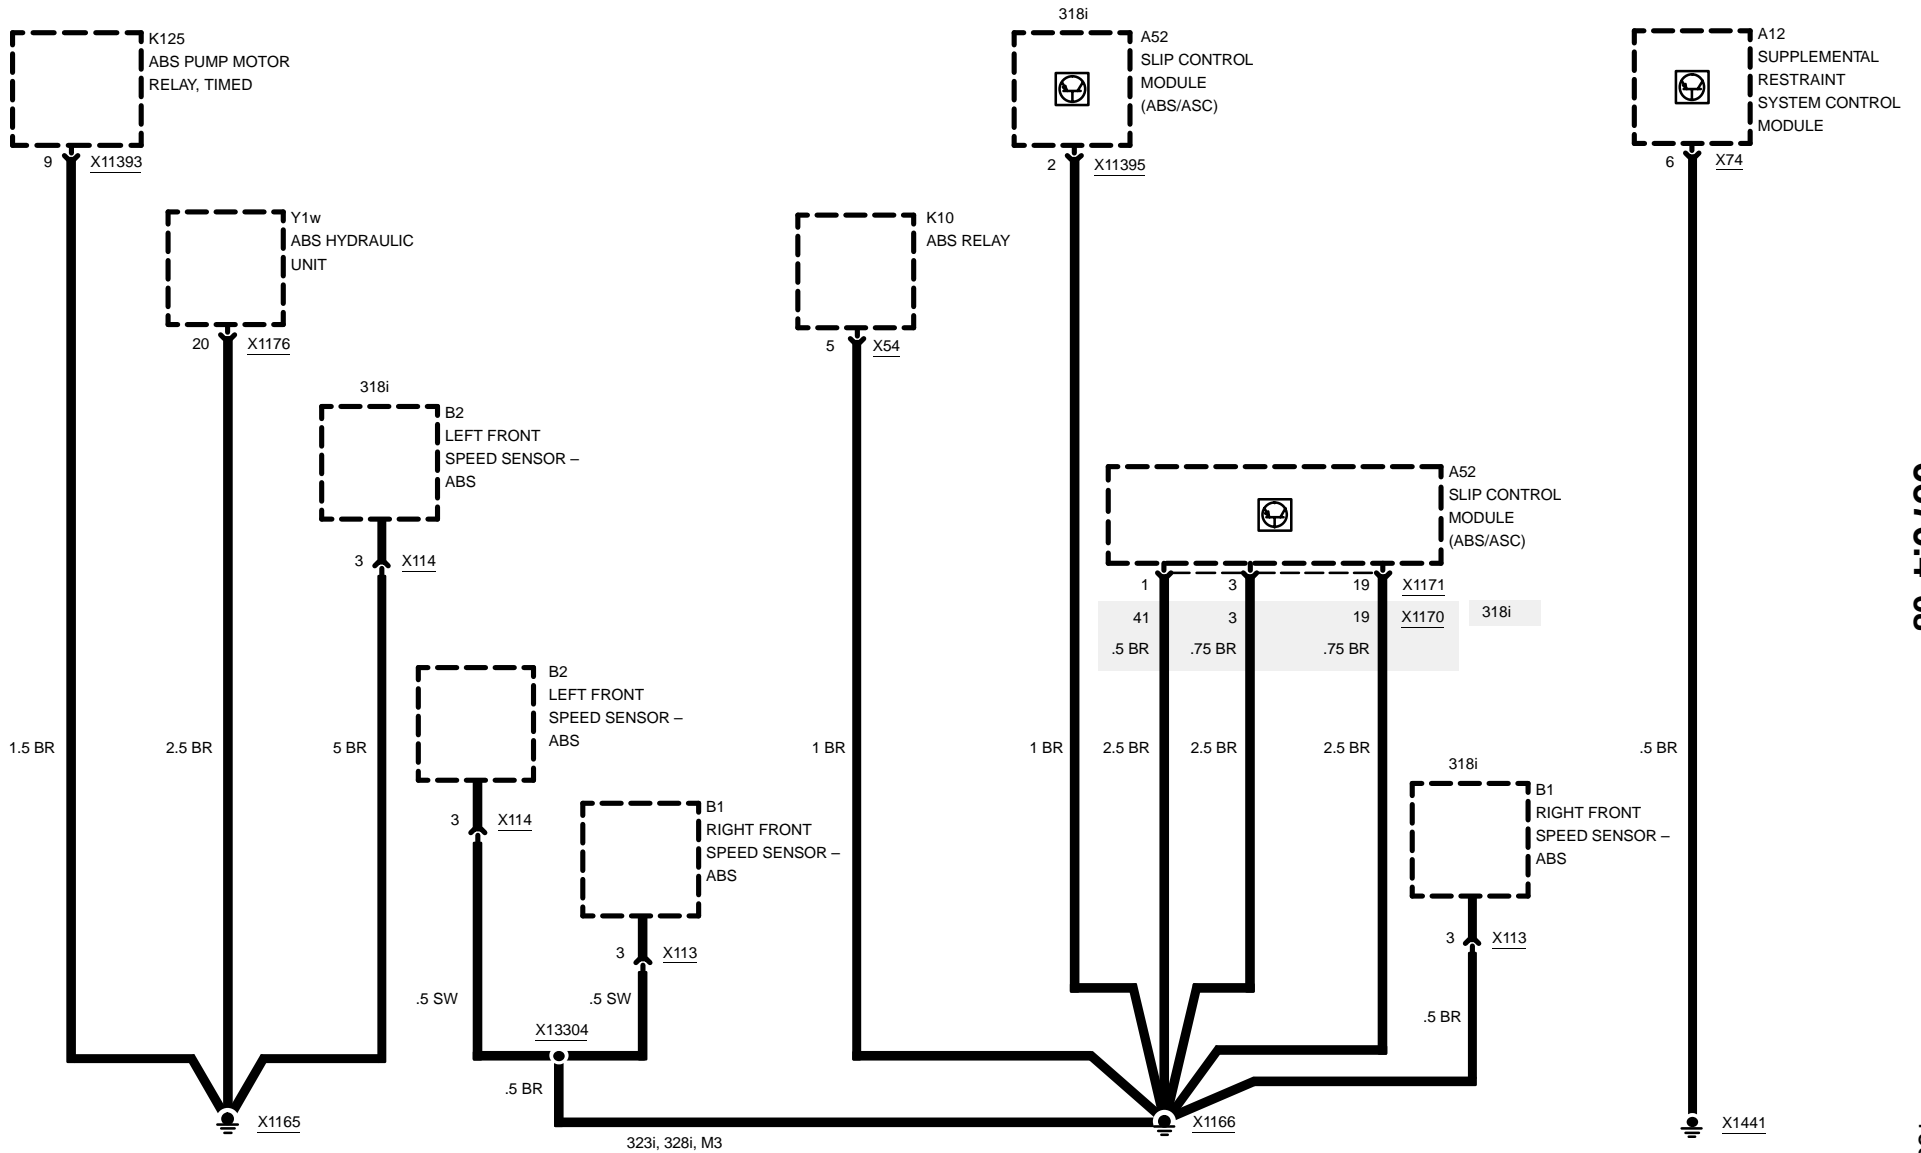 318i
K125
ABS PUMP MOTOR
RELAY, TIMED
9 X11393
A52
SLIP CONTROL
MODULE
(ABS/ASC)
2 X11395
A12
SUPPLEMENTAL
RESTRAINT
SYSTEM CONTROL
MODULE
6 X74
Y1w
ABS HYDRAULIC
UNIT
20 X1176
K10
ABS RELAY
5 X54
318i
B2
LEFT FRONT
SPEED SENSOR –
ABS
3 X114
A52
SLIP CONTROL
MODULE
(ABS/ASC)
1 3 19 X1171
41 3 19 X1170 318i
.5 BR .75 BR .75 BR
B2
LEFT FRONT
SPEED SENSOR –
ABS
3 X114
1.5 BR 2.5 BR 5 BR 1 BR 1 BR 2.5 BR 2.5 BR 2.5 BR .5 BR
B1
RIGHT FRONT
SPEED SENSOR –
ABS
3 X113
318i
B1
RIGHT FRONT
SPEED SENSOR –
ABS
3 X113
.5 SW .5 SW
X13304
.5 BR
.5 BR
X1165
323i, 328i, M3
X1166
X1441